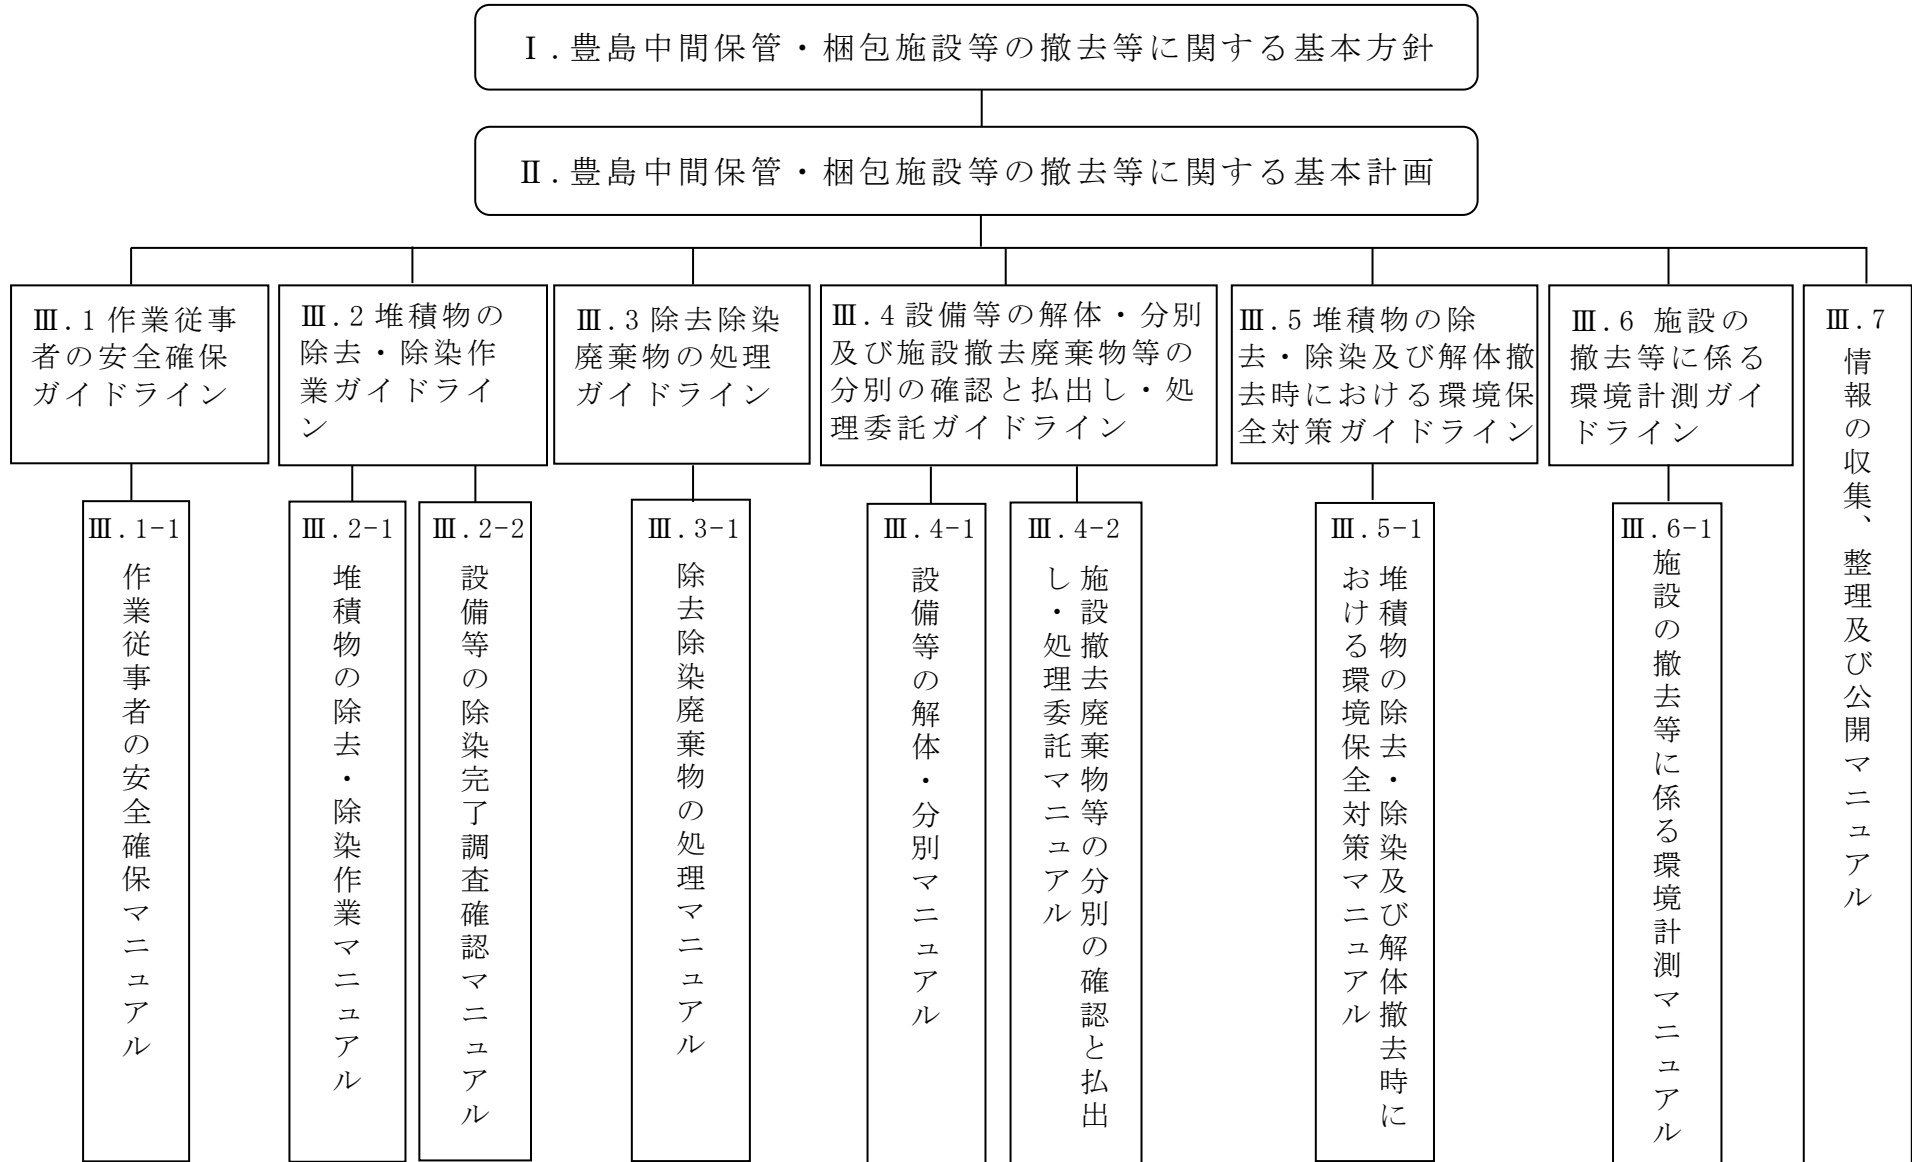 Ⅰ.豊島中間保管・梱包施設等の撤去等に関する基本方針
Ⅱ.豊島中間保管・梱包施設等の撤去等に関する基本計画
Ⅲ.1作業従事
者の安全確保
ガイドライン
Ⅲ.2堆積物の
除去・除染作
業ガイドライ
ン
Ⅲ.3除去除染
廃棄物の処理
ガイドライン
Ⅲ.4設備等の解体・分別
及び施設撤去廃棄物等の
分別の確認と払出し・処
理委託ガイドライン
Ⅲ.5堆積物の除
去・除染及び解体撤
去時における環境保
全対策ガイドライン
Ⅲ.6 施設の
撤去等に係る
環境計測ガイ
ドライン
Ⅲ.7
情報の収集、整理及び公開マニュアル
Ⅲ.1-1
作業従事者の安全確保マニュアル
Ⅲ.2-1
堆積物の除去・除染作業マニュアル
Ⅲ.2-2
設備等の除染完了調査確認マニュアル
Ⅲ.3-1
除去除染廃棄物の処理マニュアル
Ⅲ.4-1
設備等の解体・分別マニュアル
Ⅲ.4-2
施設撤去廃棄物等の分別の確認と払出
し・処理委託マニュアル
Ⅲ.5-1
堆積物の除去・除染及び解体撤去時に
おける環境保全対策マニュアル
Ⅲ.6-1
施設の撤去等に係る環境計測マニュアル